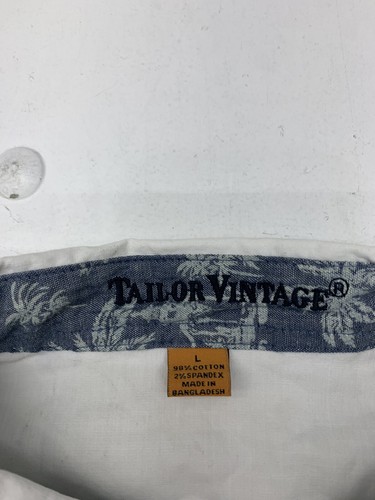 TAILOR VINTAGE®
L
98% COTTON
2% SPANDEX
MADE IN
BANGLADESH